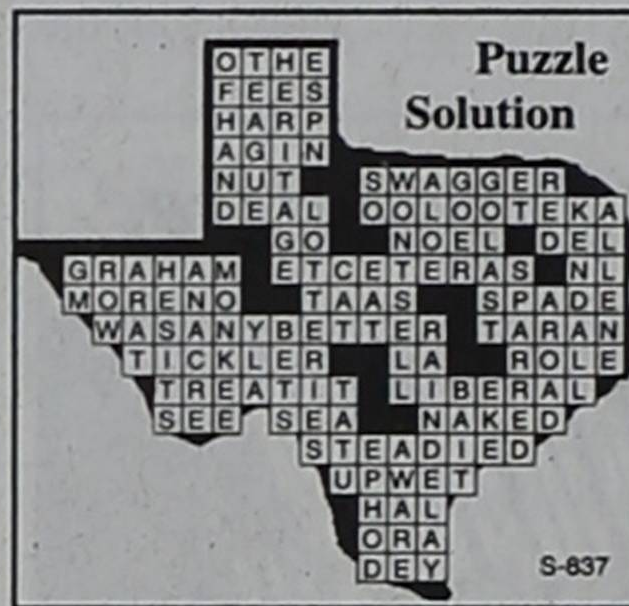 Puzzle
Solution
OTHE
FEES
HARP
AGIN
NUT SWAGGER
DEAL OOLOOTEKA
GO NOEL DEL
GRAHAM ETCETERAS NL
MORENO TAAS SPADE
WASANYBETTER TARAN
TICKLER LA ROLE
TREATIT LIBERAL
SEE SEA NAKED
STEADIED
UPWET
HAL
ORA
DEY
S-837